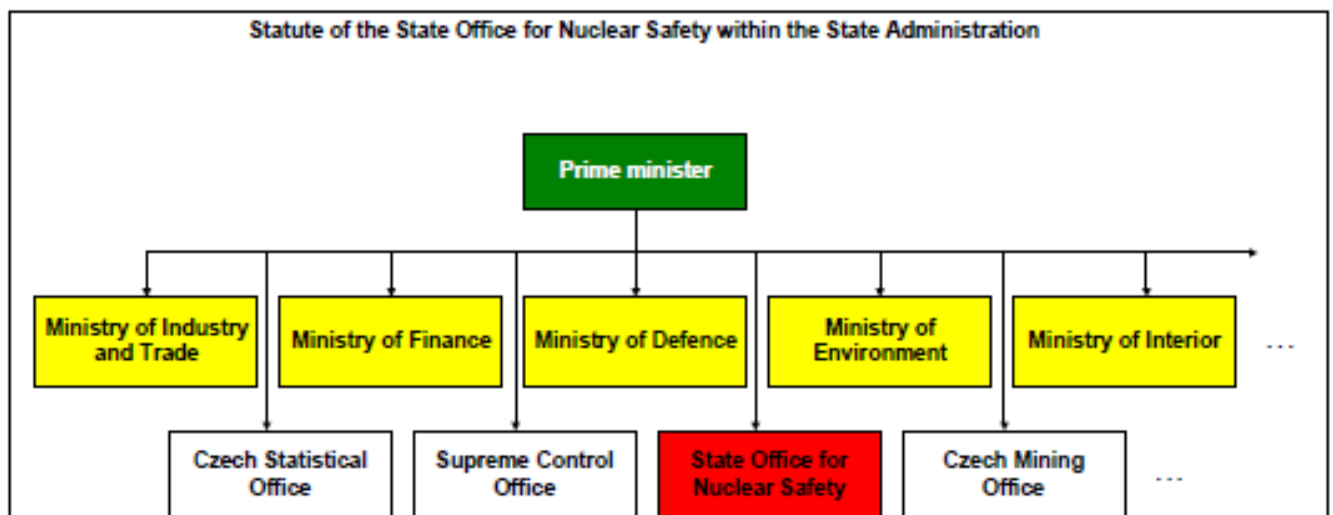 Statute of the State Office for Nuclear Safety within the State Administration
Prime minister
Ministry of Industry
and Trade
Ministry of Finance
Ministry of Defence
Ministry of
Environment
Ministry of Interior
...
Czech Statistical
Office
Supreme Control
Office
State Office for
Nuclear Safety
Czech Mining
Office
...